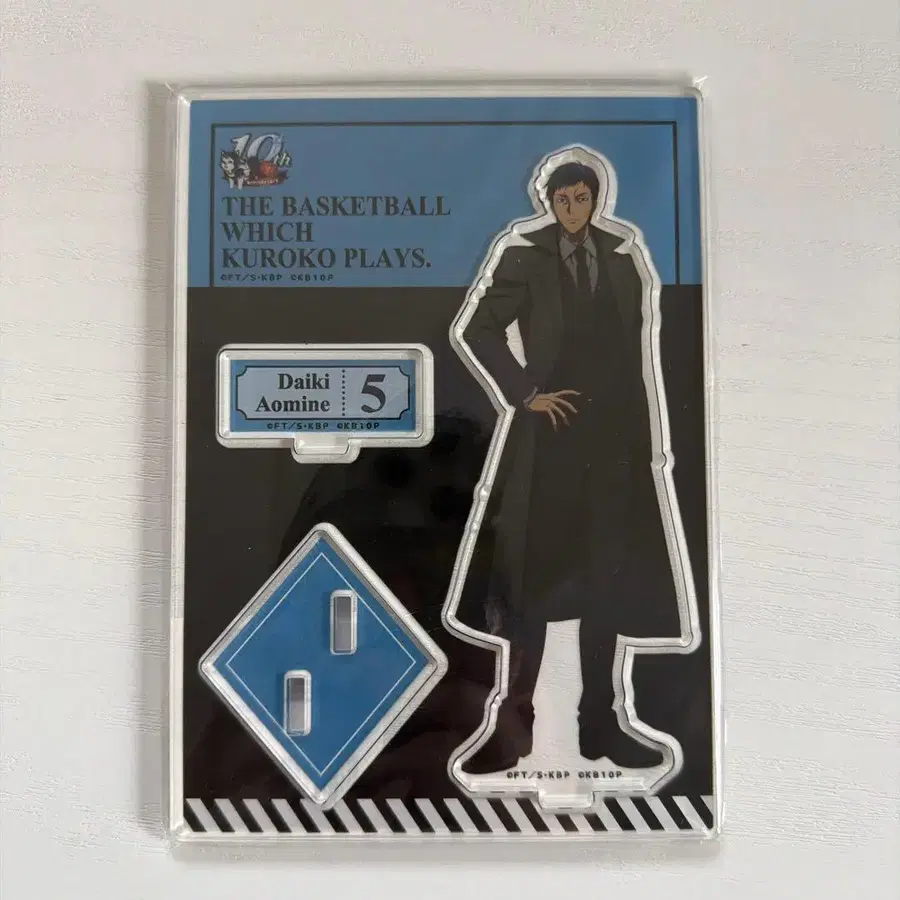 10th
THE BASKETBALL
WHICH
KUROKO PLAYS.
©FT/S・KBP ©KB10P
Daiki
Aomine
5
©FT/S・KBP ©KB10P
©FT/S・KBP ©KB10P